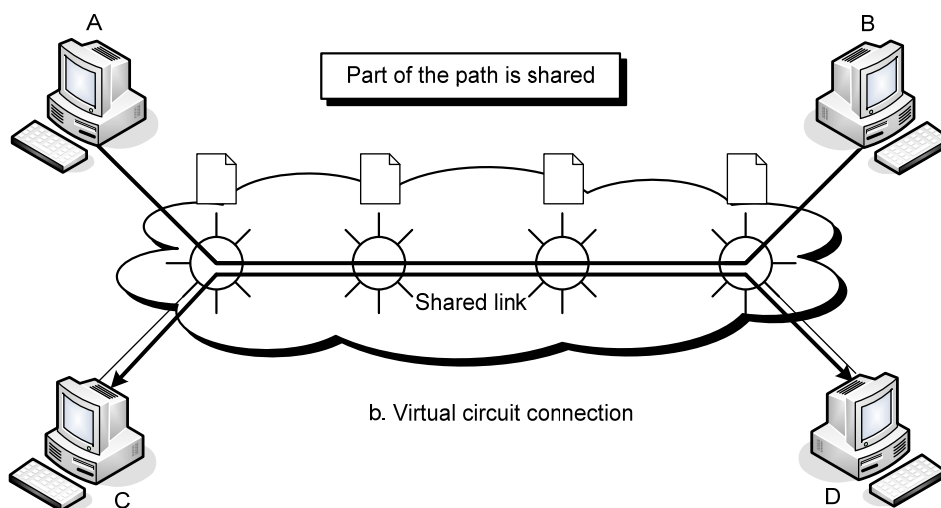 A
B
Part of the path is shared
Shared link
b. Virtual circuit connection
C
D